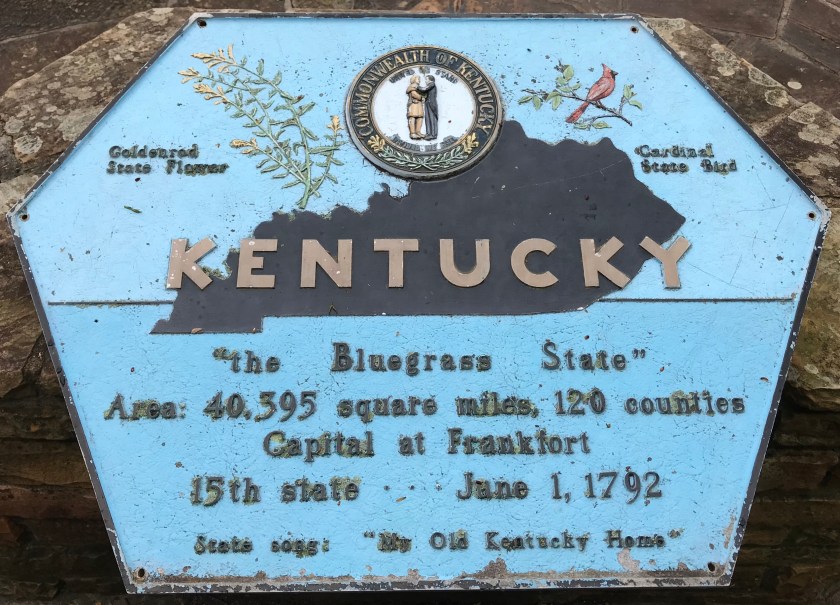 COMMONWEALTH OF KENTUCKY
Goldenrod
State Flower
Cardinal
State Bird
KENTUCKY
"the Bluegrass State"
Area: 40,395 square miles, 120 counties
Capital at Frankfort
15th state · · June 1, 1792
State song: "My Old Kentucky Home"